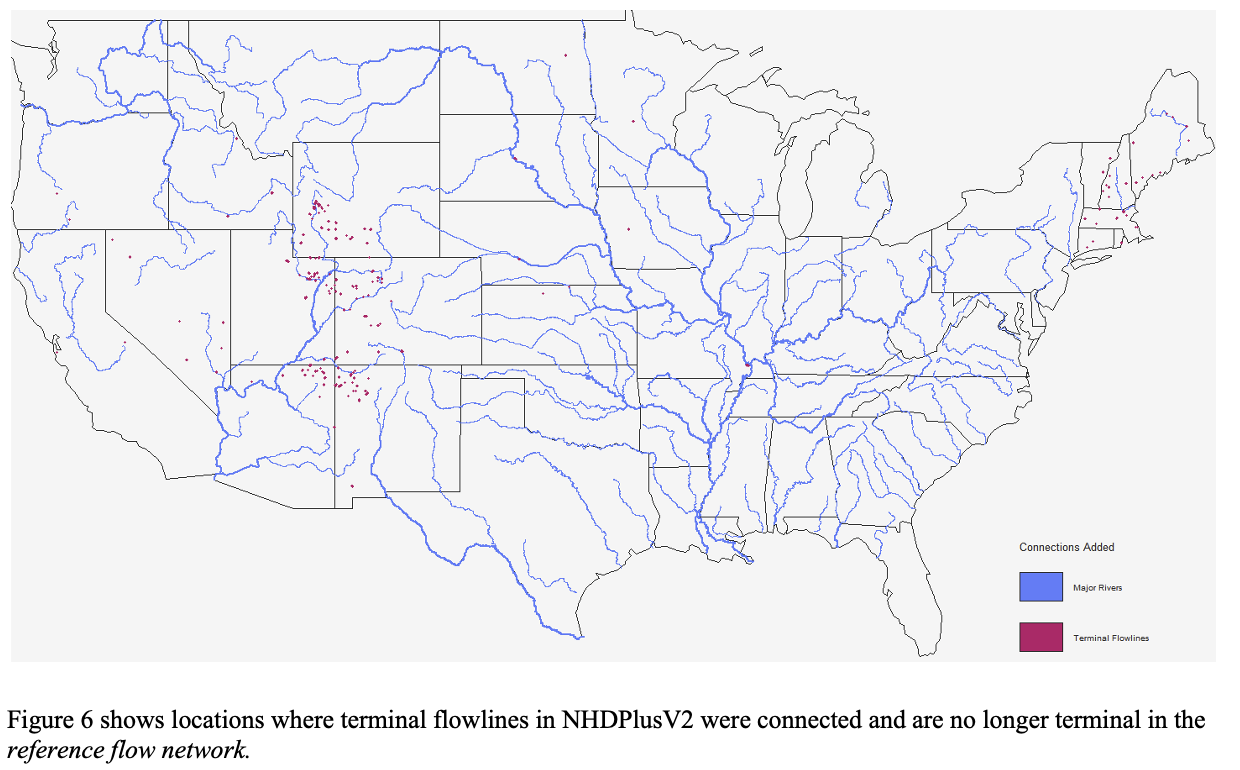 Connections Added
Major Rivers
Terminal Flowlines
Figure 6 shows locations where terminal flowlines in NHDPlusV2 were connected and are no longer terminal in the
reference flow network.